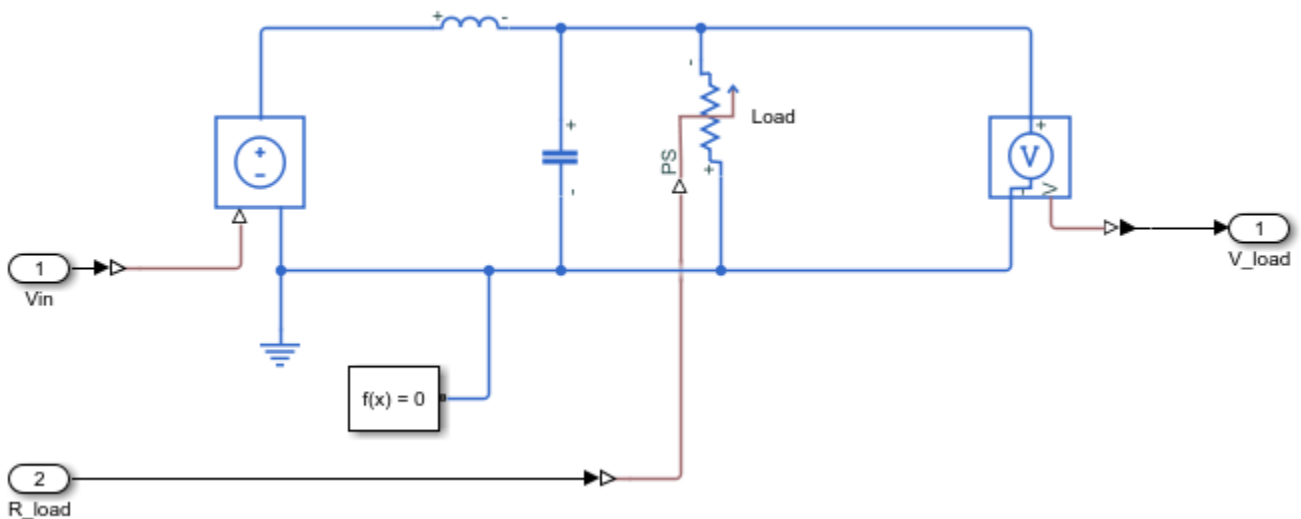 + -
-
+
-
+
-
Load
PS
+
+
V
-
V
-
1
Vin
1
V_load
f(x) = 0
2
R_load